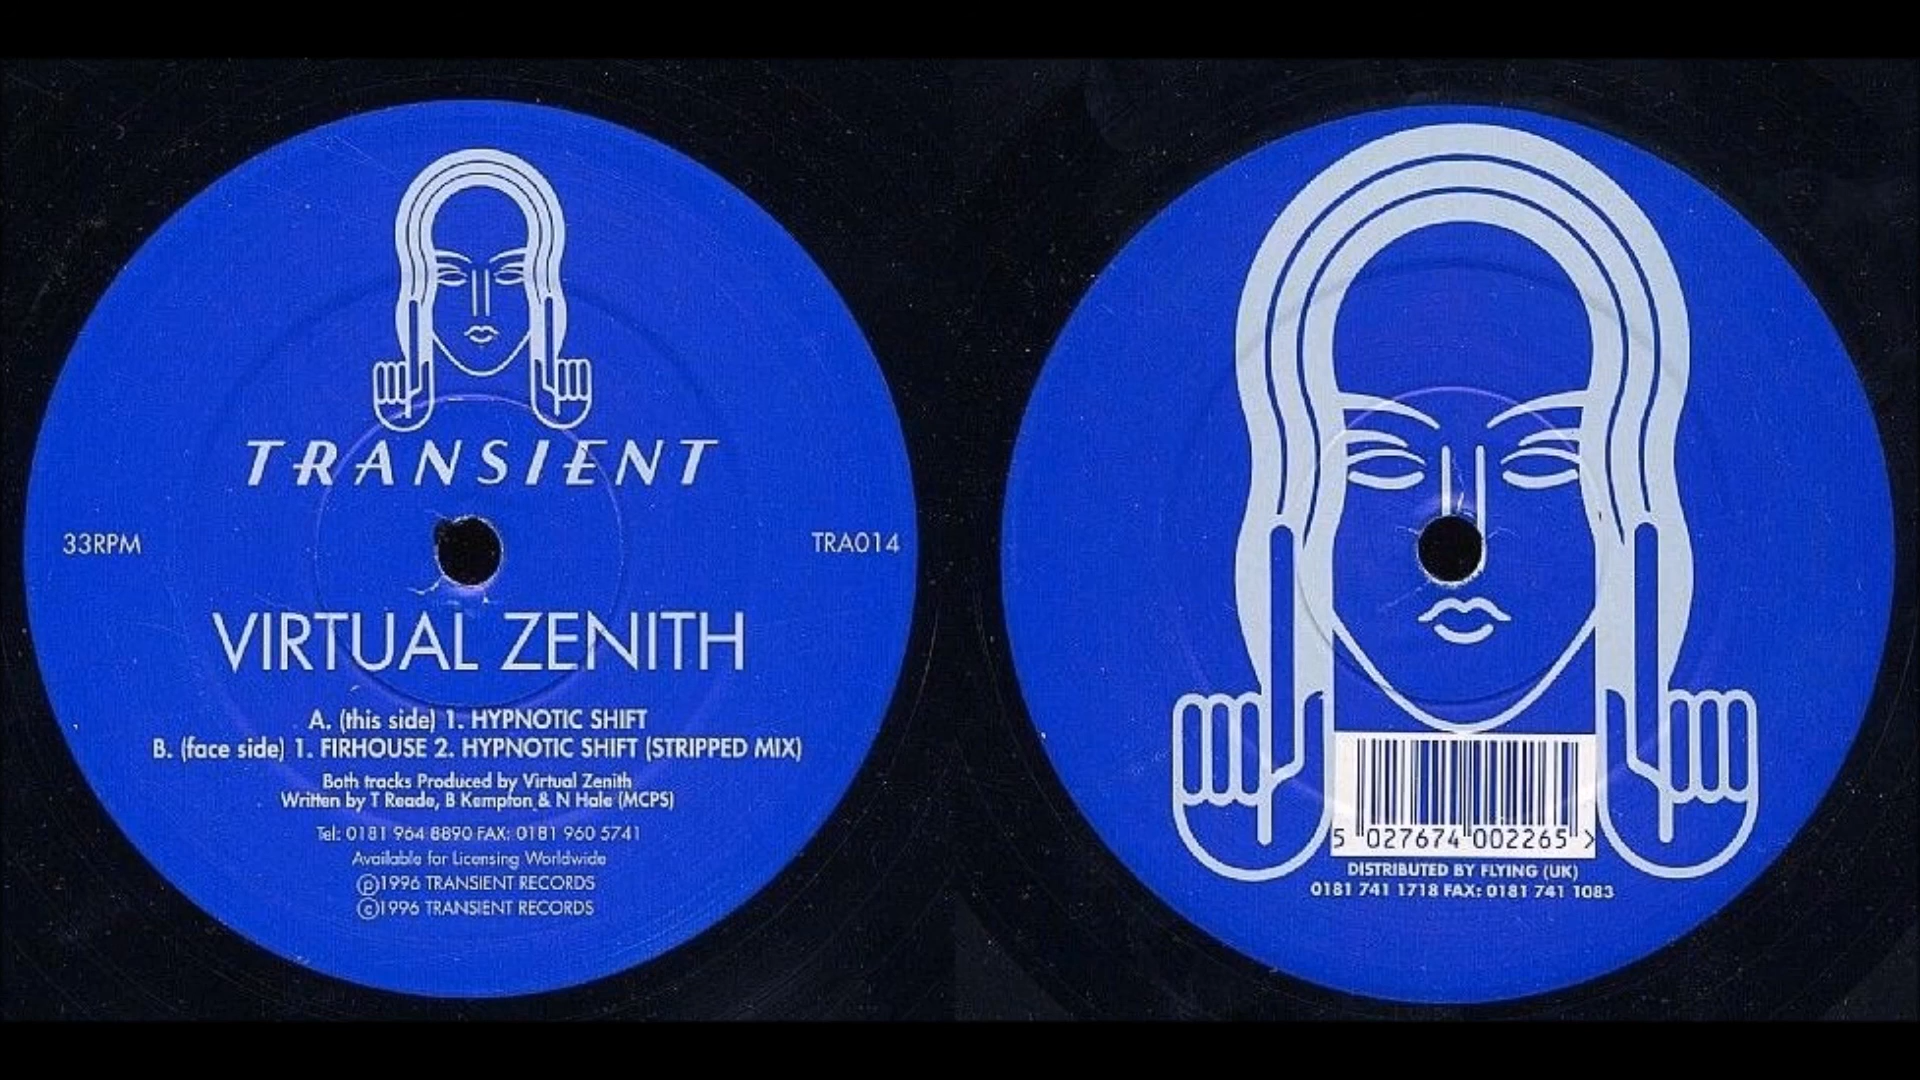 TRANSIENT
33RPM
TRA014
VIRTUAL ZENITH
A. (this side) 1. HYPNOTIC SHIFT
B. (face side) 1. FIRHOUSE 2. HYPNOTIC SHIFT (STRIPPED MIX)
Both tracks Produced by Virtual Zenith
Written by T Reade, B Kempton & N Hale (MCPS)
Tel: 0181 964 8890 FAX: 0181 960 5741
Available for Licensing Worldwide
℗1996 TRANSIENT RECORDS
©1996 TRANSIENT RECORDS
5 027674 002265 >
DISTRIBUTED BY FLYING (UK)
0181 741 1718 FAX: 0181 741 1083